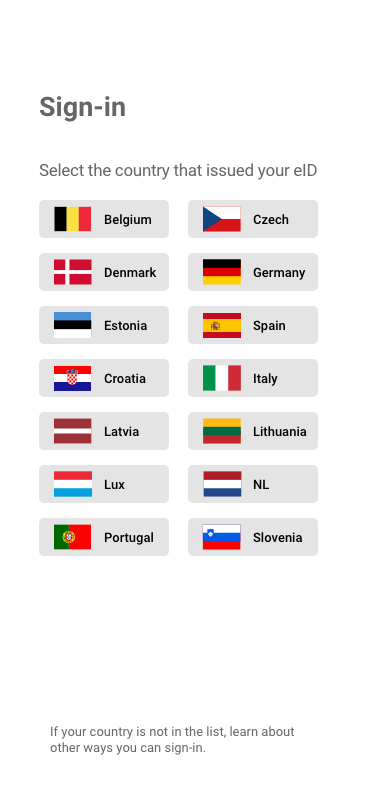 Sign-in
Select the country that issued your eID
Belgium
Czech
Denmark
Germany
Estonia
Spain
Croatia
Italy
Latvia
Lithuania
Lux
NL
Portugal
Slovenia
If your country is not in the list, learn about
other ways you can sign-in.